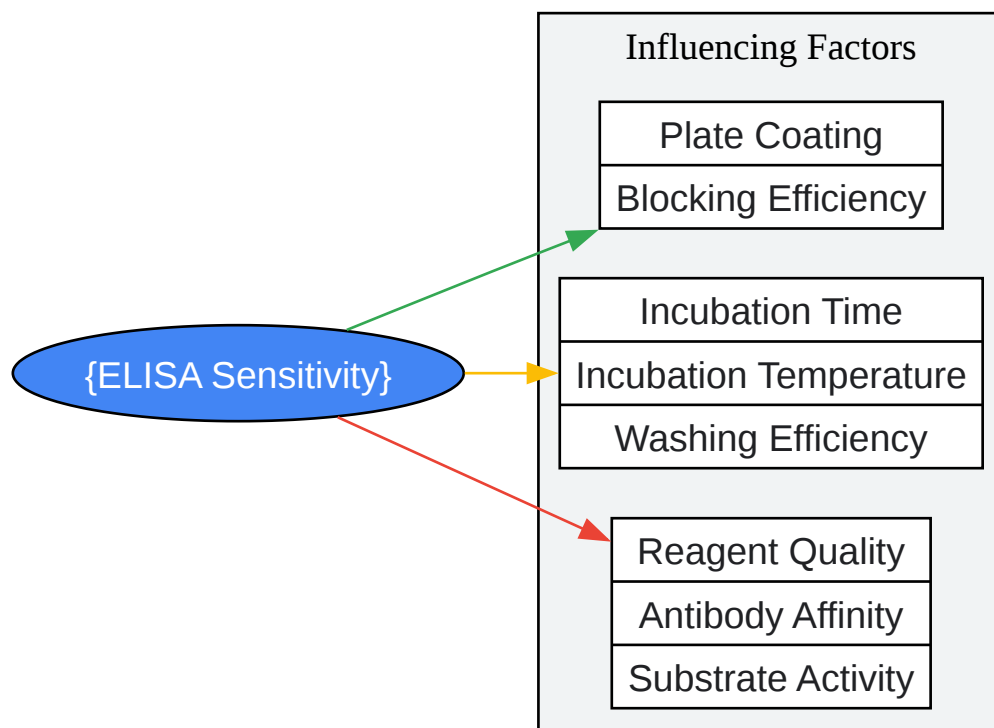 Influencing Factors
Plate Coating
Blocking Efficiency
{ELISA Sensitivity}
Incubation Time
Incubation Temperature
Washing Efficiency
Reagent Quality
Antibody Affinity
Substrate Activity